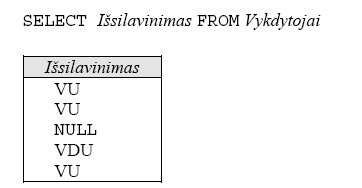 SELECT Išsilavinimas FROM Vykdytojai
Išsilavinimas
VU
VU
NULL
VDU
VU